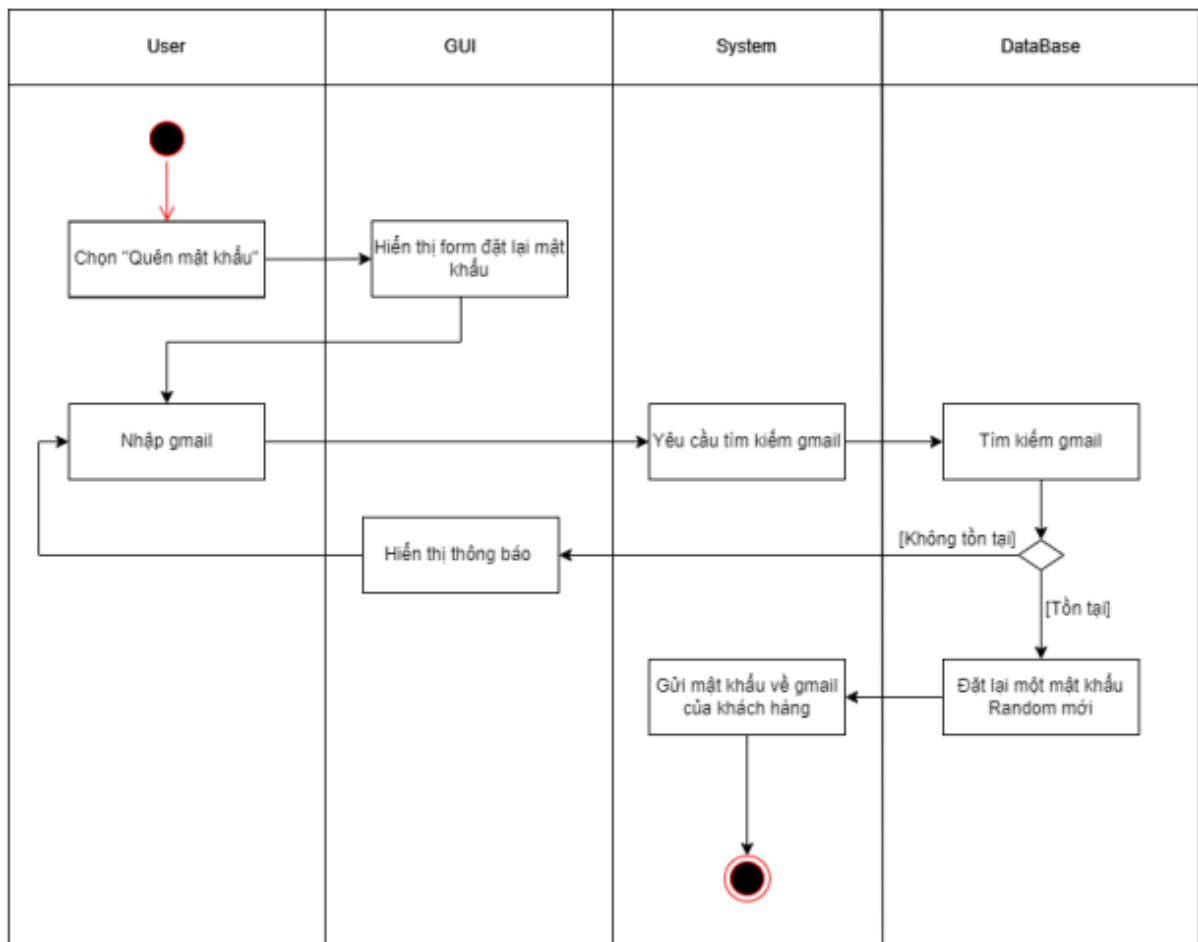 User
GUI
System
DataBase
Chọn "Quên mật khẩu"
Hiển thị form đặt lại mật
khẩu
Nhập gmail
Yêu cầu tìm kiếm gmail
Tìm kiếm gmail
Hiển thị thông báo
[Không tồn tại]
[Tồn tại]
Gửi mật khẩu về gmail
của khách hàng
Đặt lại một mật khẩu
Random mới